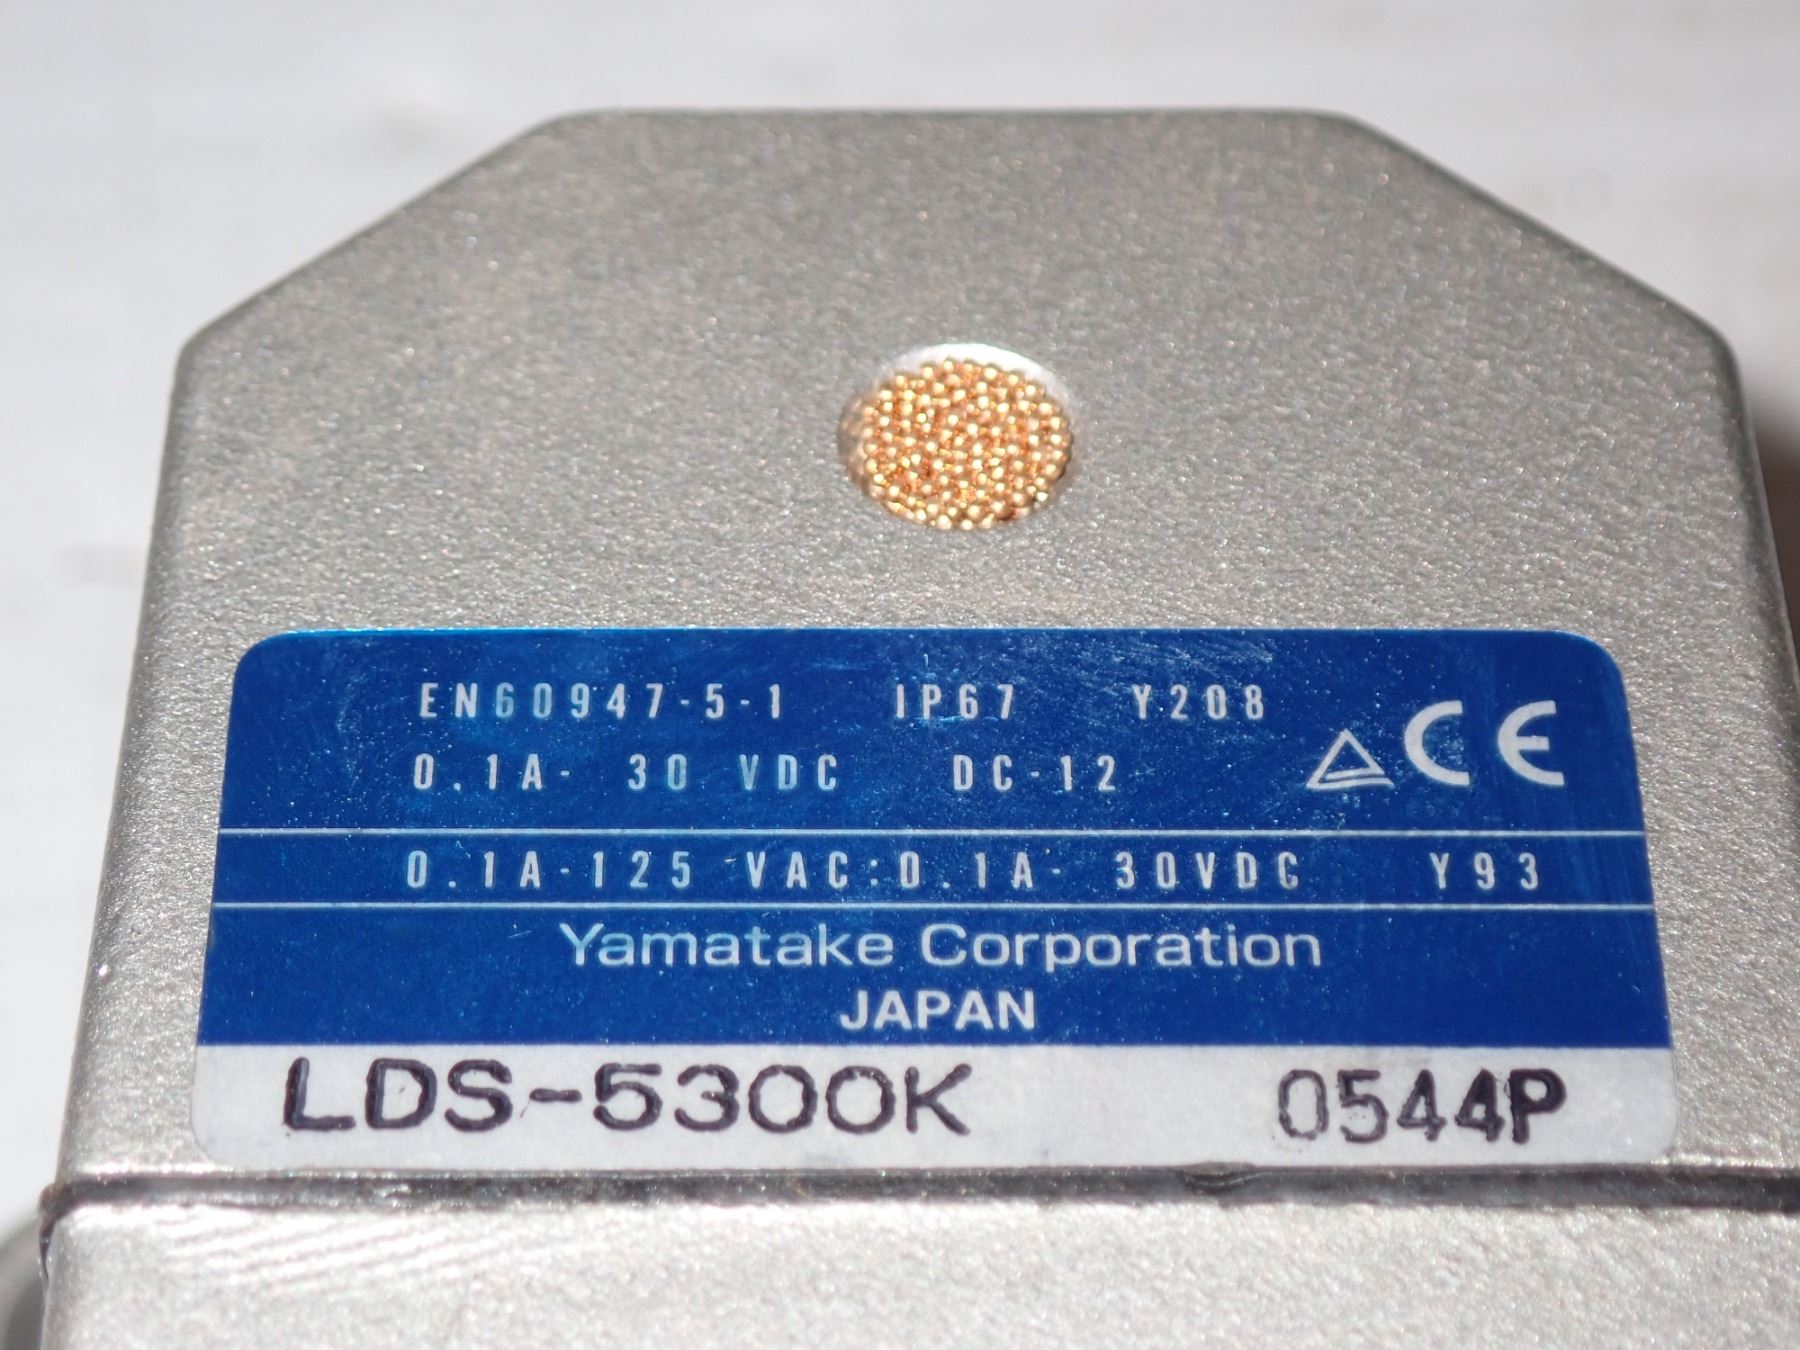 EN60947-5-1 IP67 Y208
0.1A- 30 VDC DC-12 CE
0.1A-125 VAC:0.1A- 30VDC Y93
Yamatake Corporation
JAPAN
LDS-5300K 0544P